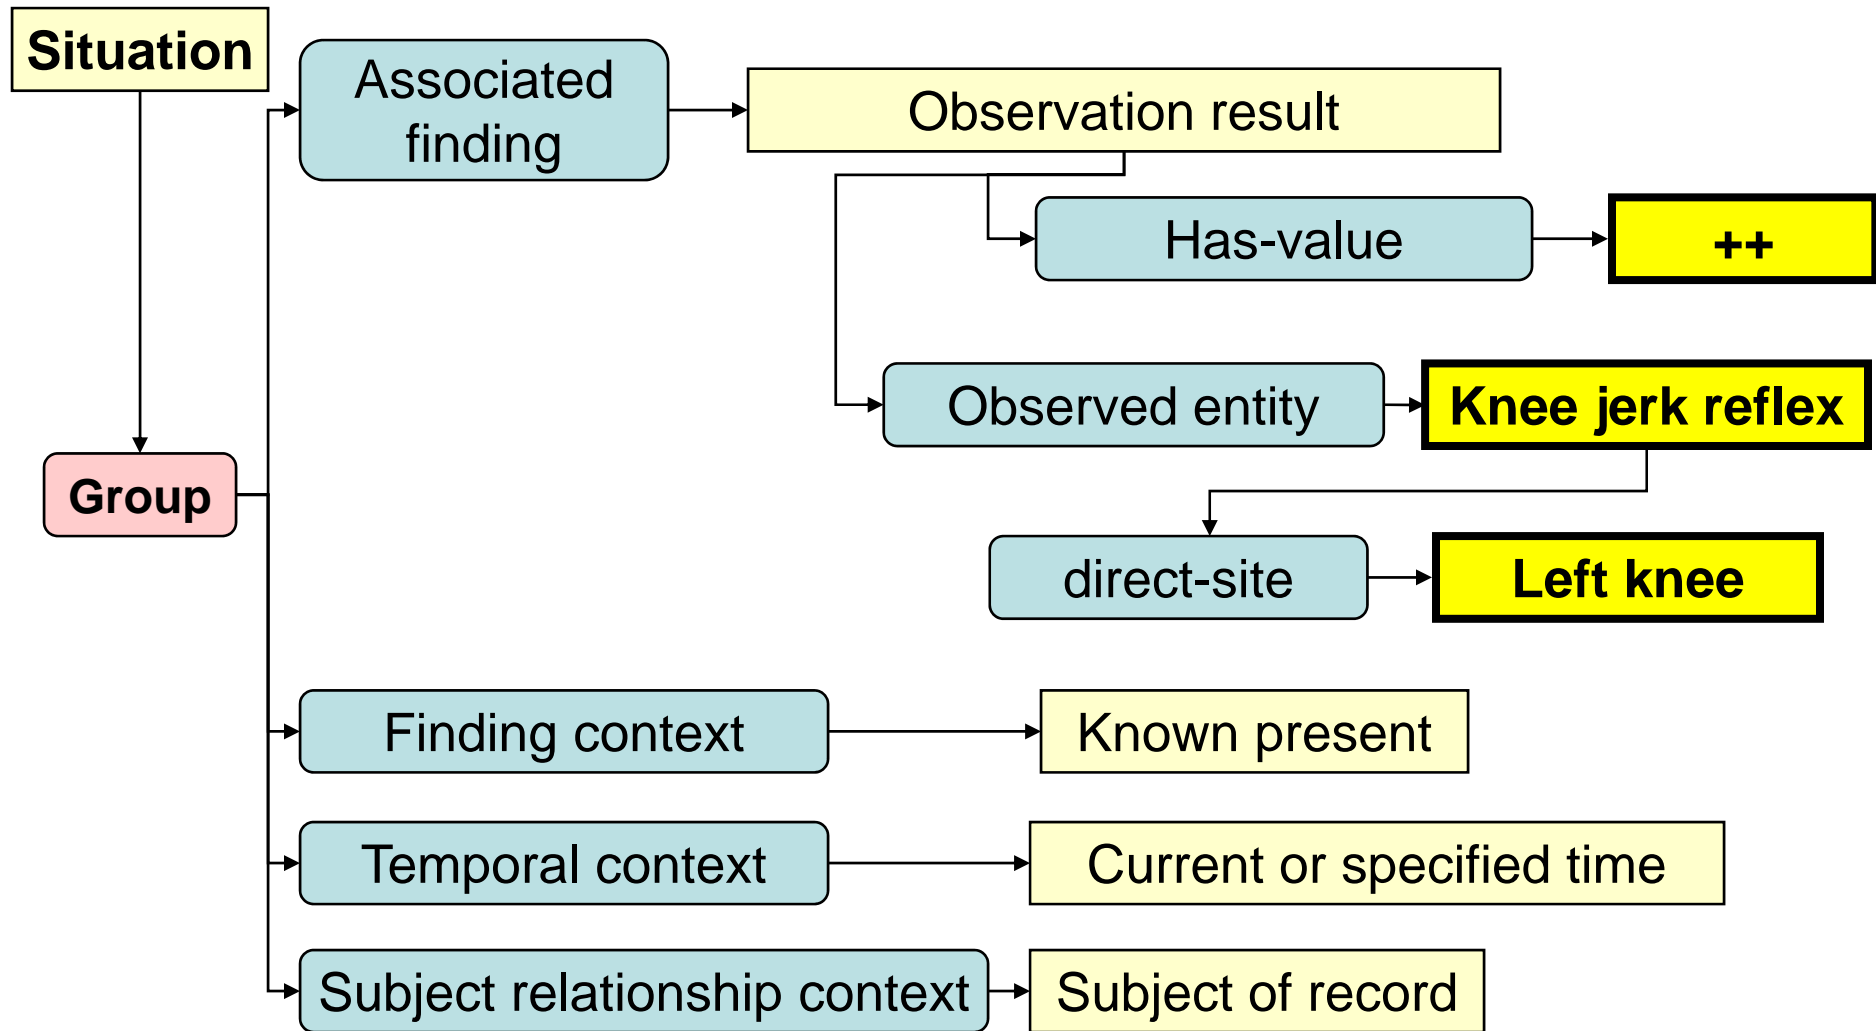 Situation
Associated
finding
Observation result
Has-value
++
Observed entity
Knee jerk reflex
Group
direct-site
Left knee
Finding context
Known present
Temporal context
Current or specified time
Subject relationship context
Subject of record